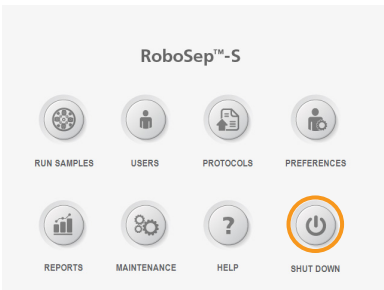 RoboSep™-S
RUN SAMPLES USERS PROTOCOLS PREFERENCES
?
REPORTS MAINTENANCE HELP SHUT DOWN